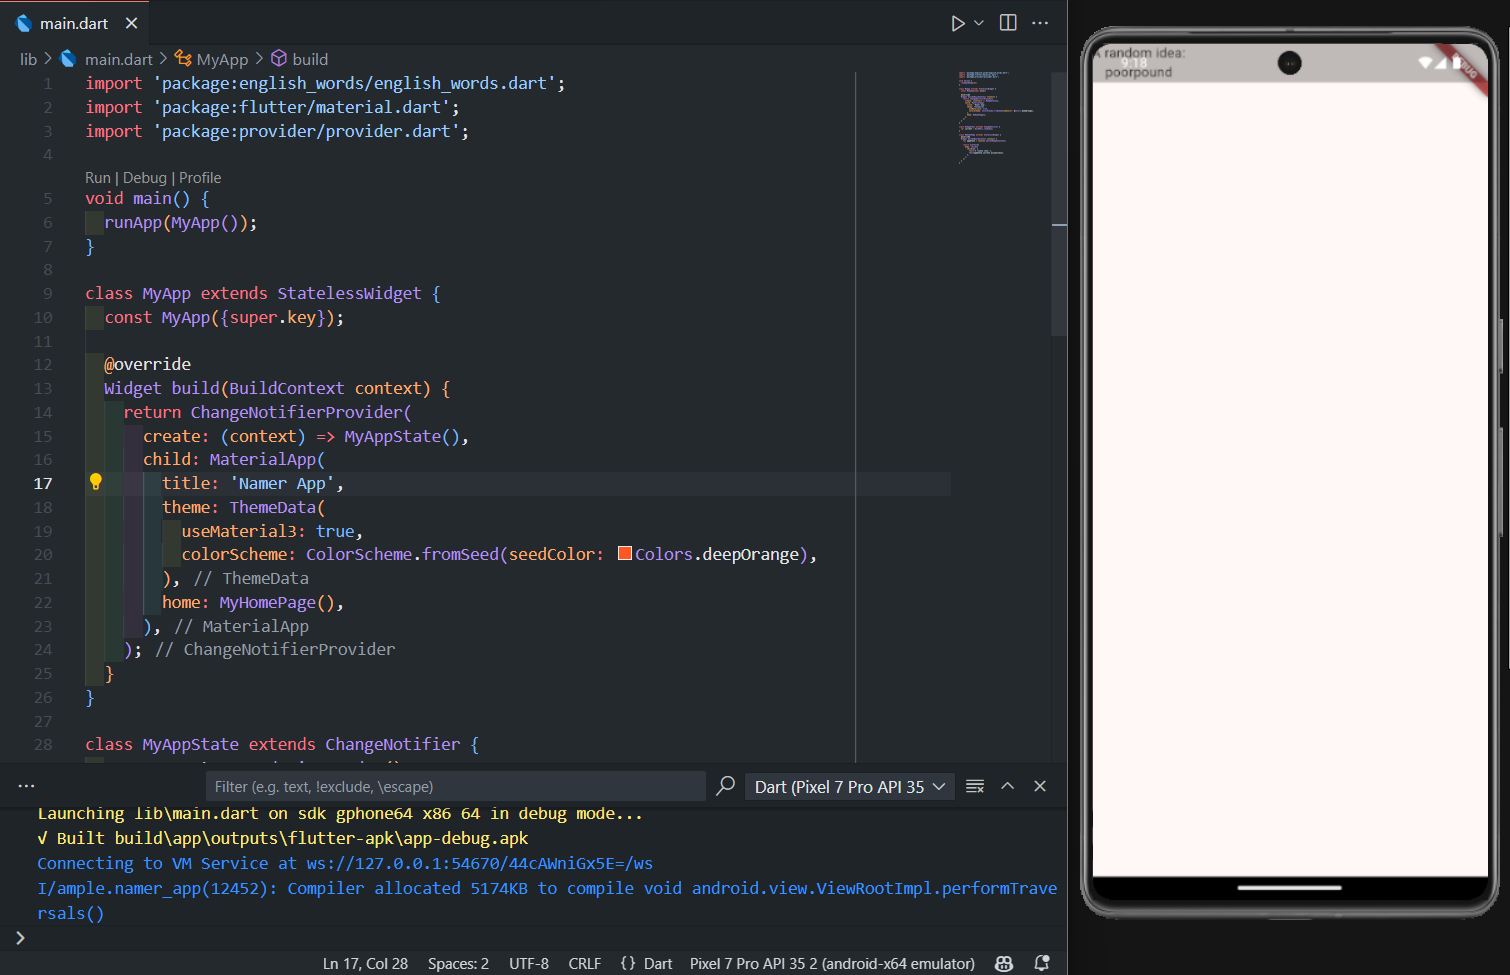 main.dart
lib > main.dart > MyApp > build
1 import 'package:english_words/english_words.dart';
2 import 'package:flutter/material.dart';
3 import 'package:provider/provider.dart';
4
Run | Debug | Profile
5 void main() {
6 runApp(MyApp());
7 }
8
9 class MyApp extends StatelessWidget {
10 const MyApp({super.key});
11
12 @override
13 Widget build(BuildContext context) {
14 return ChangeNotifierProvider(
15 create: (context) => MyAppState(),
16 child: MaterialApp(
17 title: 'Namer App',
18 theme: ThemeData(
19 useMaterial3: true,
20 colorScheme: ColorScheme.fromSeed(seedColor: Colors.deepOrange),
21 ), // ThemeData
22 home: MyHomePage(),
23 ), // MaterialApp
24 ); // ChangeNotifierProvider
25 }
26 }
27
28 class MyAppState extends ChangeNotifier {
Filter (e.g. text, !exclude, \escape)
Dart (Pixel 7 Pro API 35
Launching lib\main.dart on sdk gphone64 x86 64 in debug mode...
√ Built build\app\outputs\flutter-apk\app-debug.apk
Connecting to VM Service at ws://127.0.0.1:54670/44cAWniGx5E=/ws
I/ample.namer_app(12452): Compiler allocated 5174KB to compile void android.view.ViewRootImpl.performTrave
rsals()
Ln 17, Col 28 Spaces: 2 UTF-8 CRLF {} Dart Pixel 7 Pro API 35 2 (android-x64 emulator)
A random idea:
9:18
poorpound
DEBUG